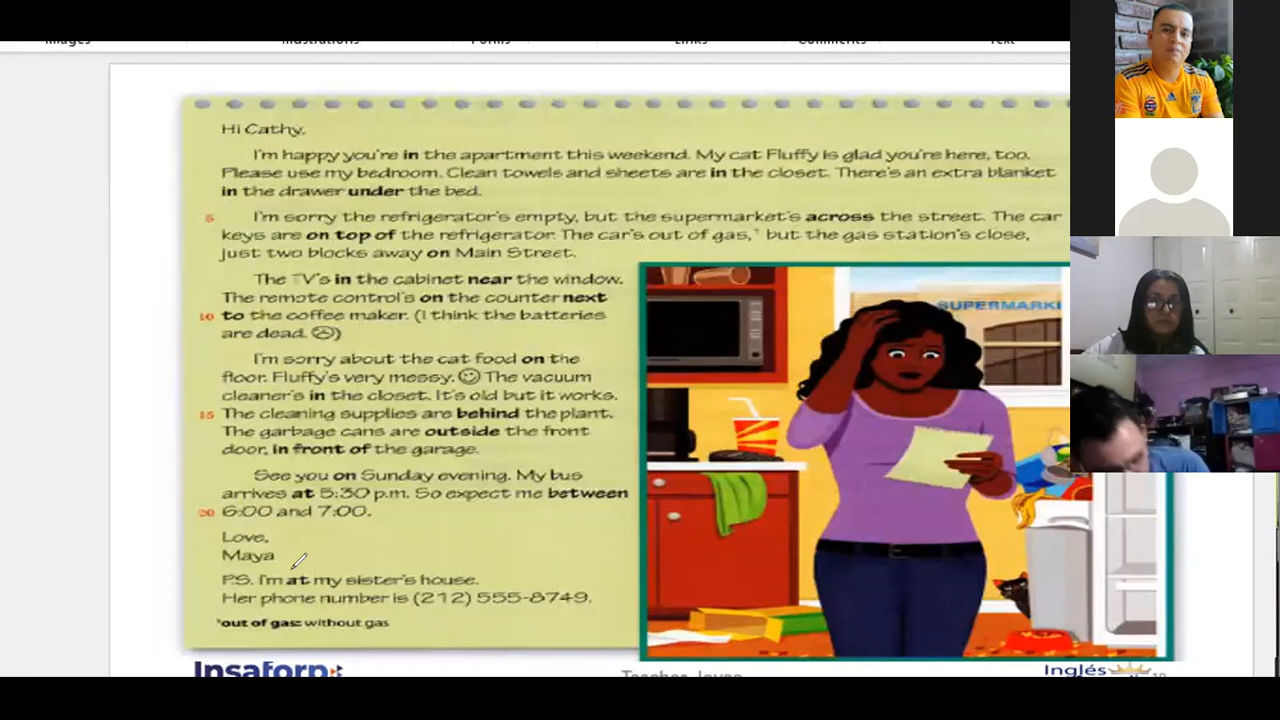 Images Illustrations Forms Links Comments Text
Hi Cathy,
I'm happy you're in the apartment this weekend. My cat Fluffy is glad you're here, too.
Please use my bedroom. Clean towels and sheets are in the closet. There's an extra blanket
in the drawer under the bed.
5 I'm sorry the refrigerator's empty, but the supermarket's across the street. The car
keys are on top of the refrigerator. The car's out of gas,¹ but the gas station's close,
just two blocks away on Main Street.
The TV's in the cabinet near the window.
The remote control's on the counter next
10 to the coffee maker. (I think the batteries
are dead. ☹)
I'm sorry about the cat food on the
floor. Fluffy's very messy. ☺ The vacuum
cleaner's in the closet. It's old but it works.
15 The cleaning supplies are behind the plant.
The garbage cans are outside the front
door, in front of the garage.
See you on Sunday evening. My bus
arrives at 5:30 p.m. So expect me between
20 6:00 and 7:00.
Love,
Maya
P.S. I'm at my sister's house.
Her phone number is (212) 555-8749.
¹out of gas: without gas
SUPERMARK
Insaforp
Inglés